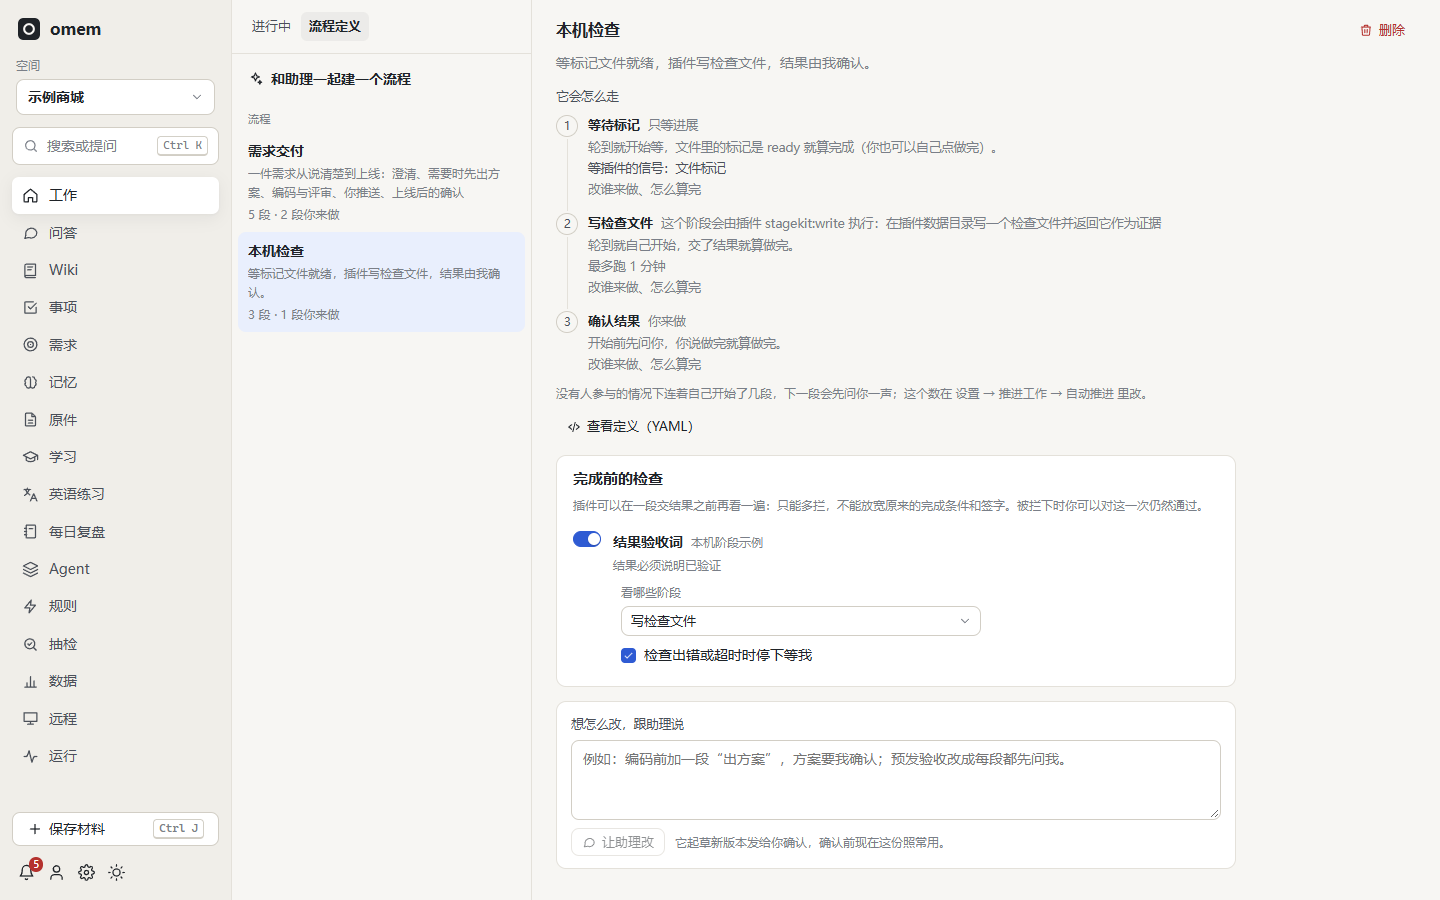 omem
空间
示例商城
搜索或提问 Ctrl K
工作
问答
Wiki
事项
需求
记忆
原件
学习
英语练习
每日复盘
Agent
规则
抽检
数据
远程
运行
保存材料 Ctrl J
5
进行中 流程定义
和助理一起建一个流程
流程
需求交付
一件需求从说清楚到上线：澄清、需要时先出方
案、编码与评审、你推送、上线后的确认
5 段 · 2 段你来做
本机检查
等标记文件就绪，插件写检查文件，结果由我确
认。
3 段 · 1 段你来做
本机检查 删除
等标记文件就绪，插件写检查文件，结果由我确认。
它会怎么走
1 等待标记 只等进展
轮到就开始等，文件里的标记是 ready 就算完成（你也可以自己点做完）。
等插件的信号：文件标记
改谁来做、怎么算完
2 写检查文件 这个阶段会由插件 stagekit:write 执行：在插件数据目录写一个检查文件并返回它作为证据
轮到就自己开始，交了结果就算做完。
最多跑 1 分钟
改谁来做、怎么算完
3 确认结果 你来做
开始前先问你，你说做完就算做完。
改谁来做、怎么算完
没有人参与的情况下连着自己开始了几段，下一段会先问你一声；这个数在 设置 → 推进工作 → 自动推进 里改。
查看定义（YAML）
完成前的检查
插件可以在一段交结果之前再看一遍：只能多拦，不能放宽原来的完成条件和签字。被拦下时你可以对这一次仍然通过。
结果验收词 本机阶段示例
结果必须说明已验证
看哪些阶段
写检查文件
检查出错或超时时停下等我
想怎么改，跟助理说
例如：编码前加一段“出方案”，方案要我确认；预发验收改成每段都先问我。
让助理改 它起草新版本发给你确认，确认前现在这份照常用。